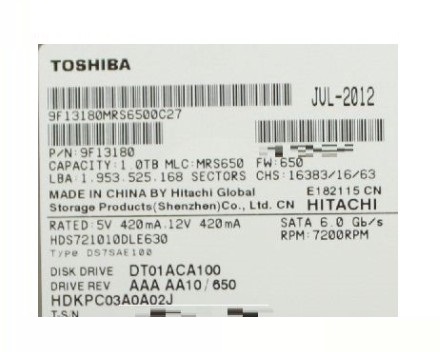 TOSHIBA
JUL-2012
9F13180MRS6500C27
P/N:9F13180
CAPACITY:1.0TB MLC:MRS650 FW:650
LBA:1.953.525.168 SECTORS CHS:16383/16/63
MADE IN CHINA BY Hitachi Global E182115 CN
Storage Products(Shenzhen)Co., Ltd. CN HITACHI
RATED:5V 420mA.12V 420mA SATA 6.0 Gb/s
HDS721010DLE630 RPM:7200RPM
Type DS7SAE100
DISK DRIVE DT01ACA100
DRIVE REV AAA AA10/650
HDKPC03A0A02J
T-S/N